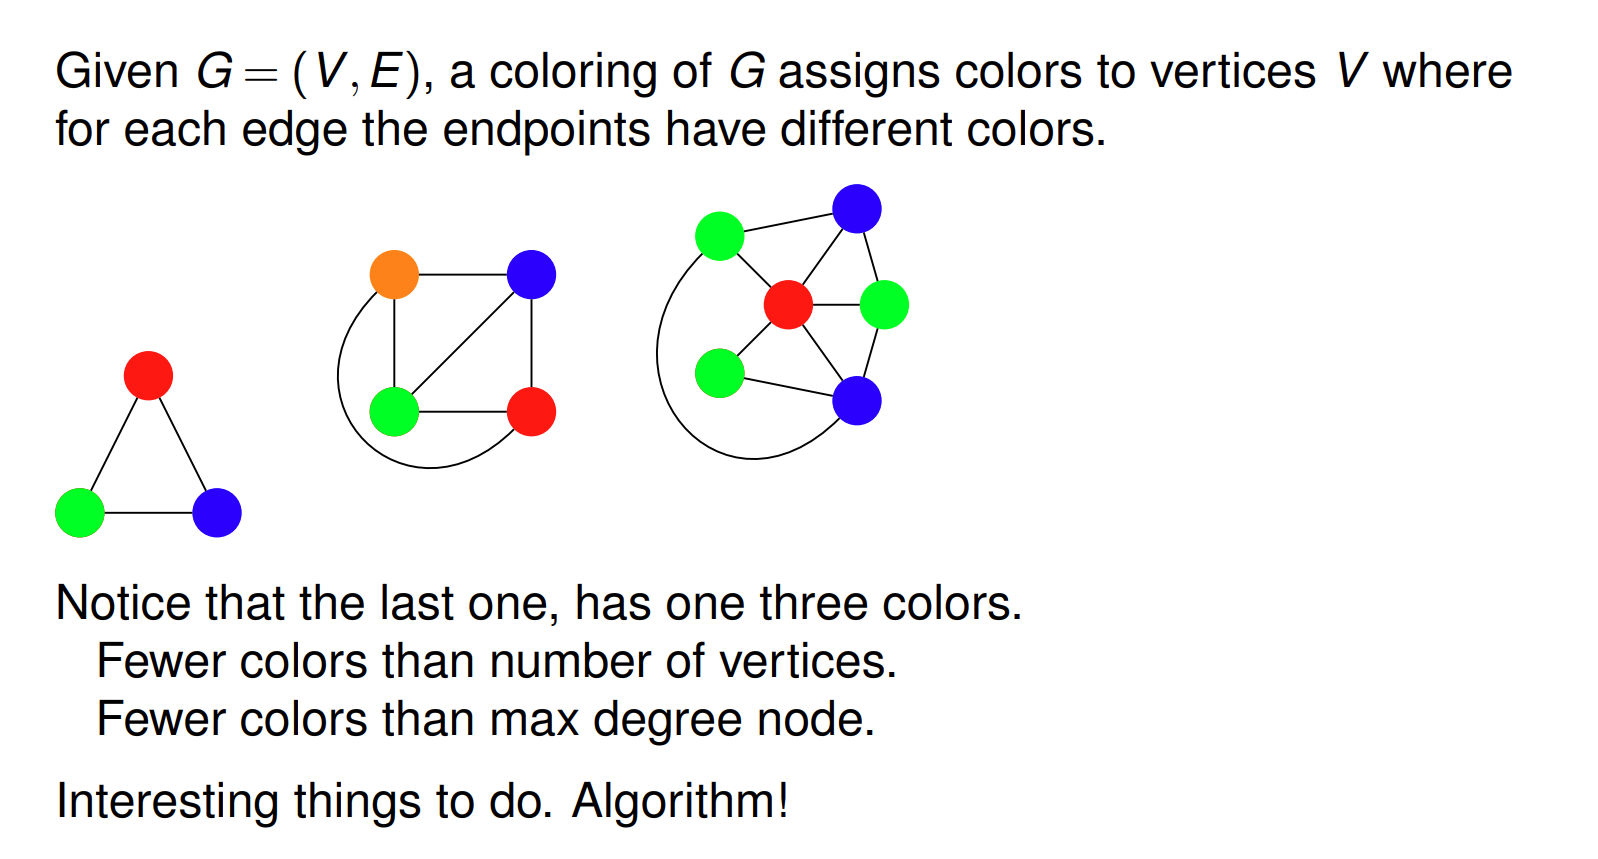 Given G = (V, E), a coloring of G assigns colors to vertices V where
for each edge the endpoints have different colors.
Notice that the last one, has one three colors.
Fewer colors than number of vertices.
Fewer colors than max degree node.
Interesting things to do. Algorithm!